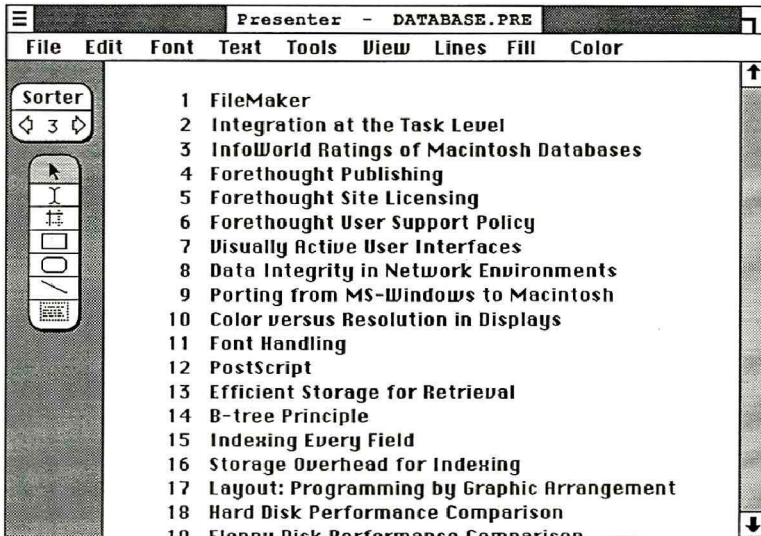 Presenter - DATABASE.PRE
File Edit Font Text Tools View Lines Fill Color
Sorter
3
1 FileMaker
2 Integration at the Task Level
3 InfoWorld Ratings of Macintosh Databases
4 Forethought Publishing
5 Forethought Site Licensing
6 Forethought User Support Policy
7 Visually Active User Interfaces
8 Data Integrity in Network Environments
9 Porting from MS-Windows to Macintosh
10 Color versus Resolution in Displays
11 Font Handling
12 PostScript
13 Efficient Storage for Retrieval
14 B-tree Principle
15 Indexing Every Field
16 Storage Overhead for Indexing
17 Layout: Programming by Graphic Arrangement
18 Hard Disk Performance Comparison
19 Floppy Disk Performance Comparison